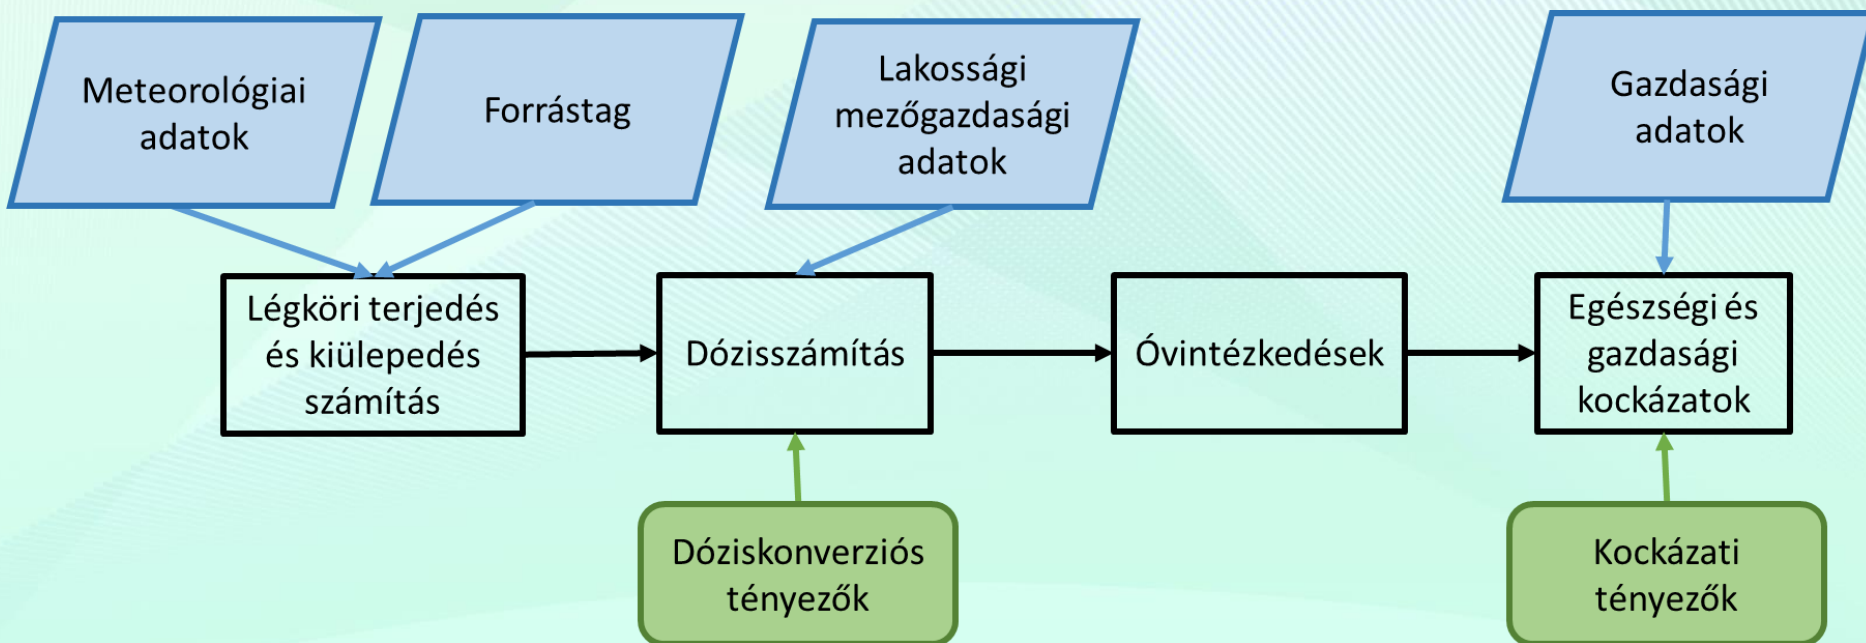 Meteorológiai
adatok
Forrástag
Lakossági
mezőgazdasági
adatok
Gazdasági
adatok
Légköri terjedés
és kiülepedés
számítás
Dózisszámítás
Óvintézkedések
Egészségi és
gazdasági
kockázatok
Dóziskonverziós
tényezők
Kockázati
tényezők